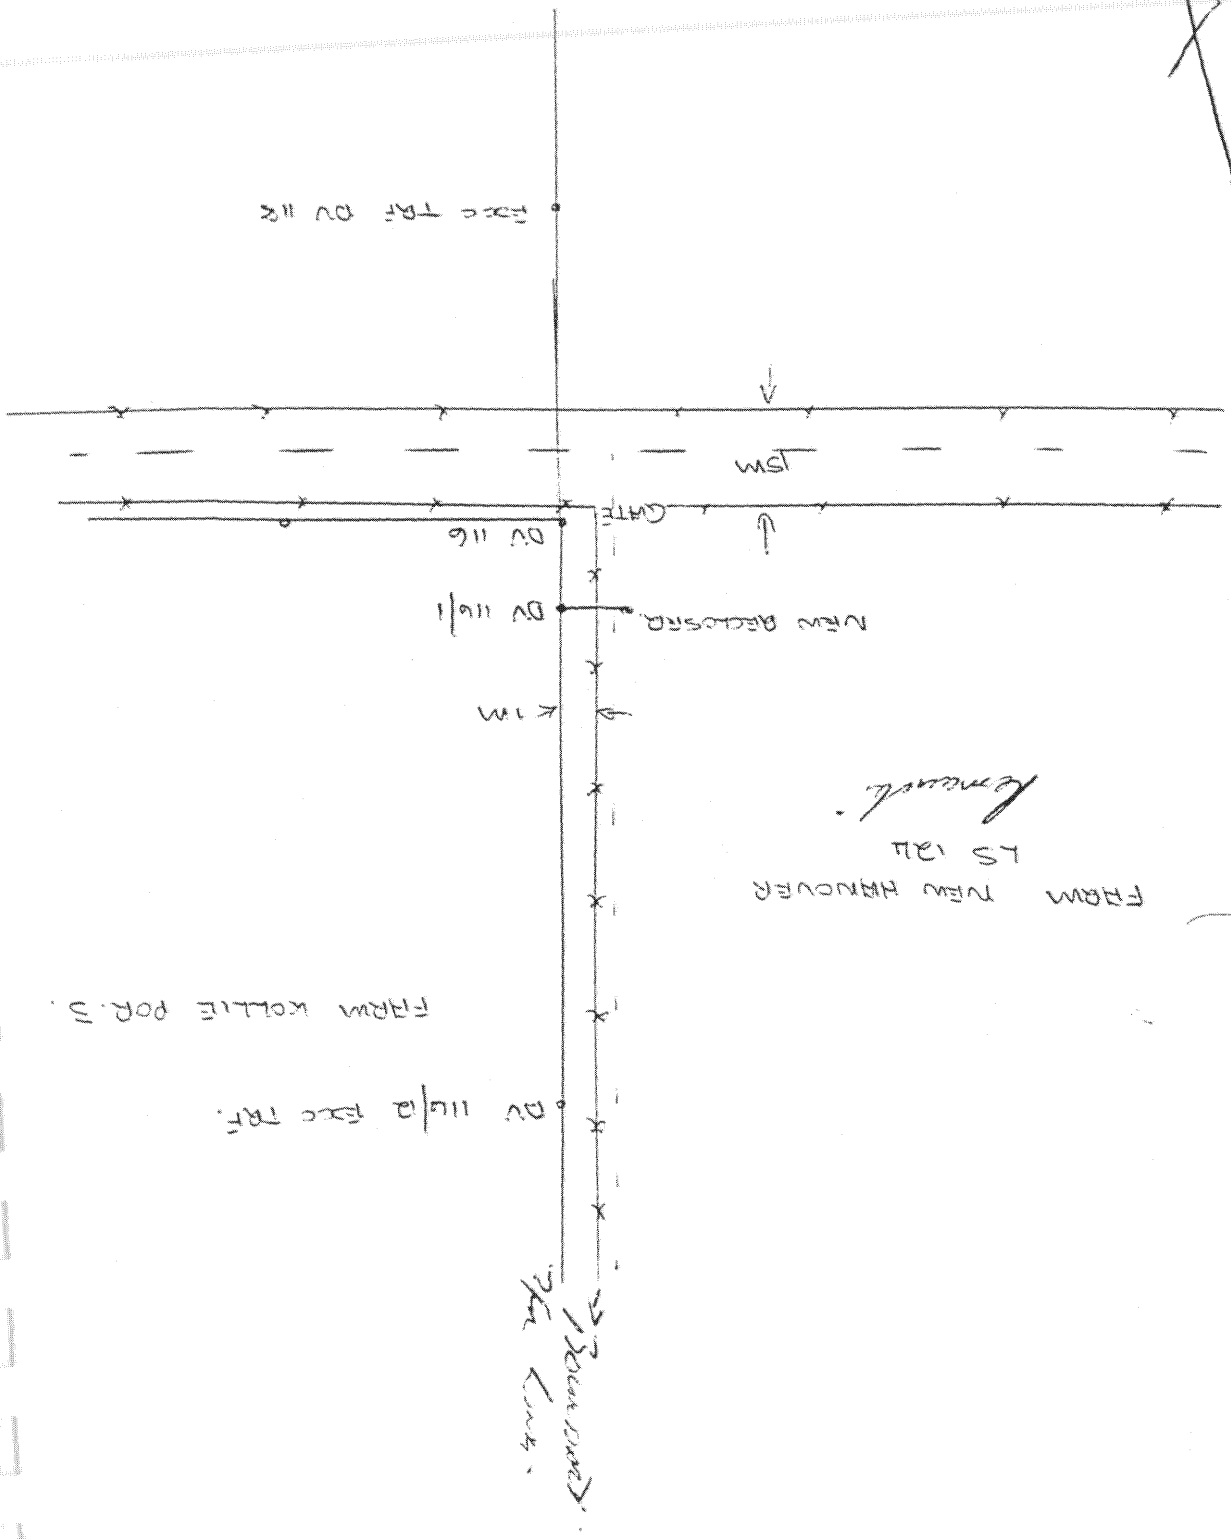 DV 116/2 EXC TRF.
FARM KOLLIE POR. 3.
FARM NEW HANOVER
LS 124
1M
NEW RECLOSER.
DV 116/1
DV 116
GATE
15M
EXC TRF DV 118